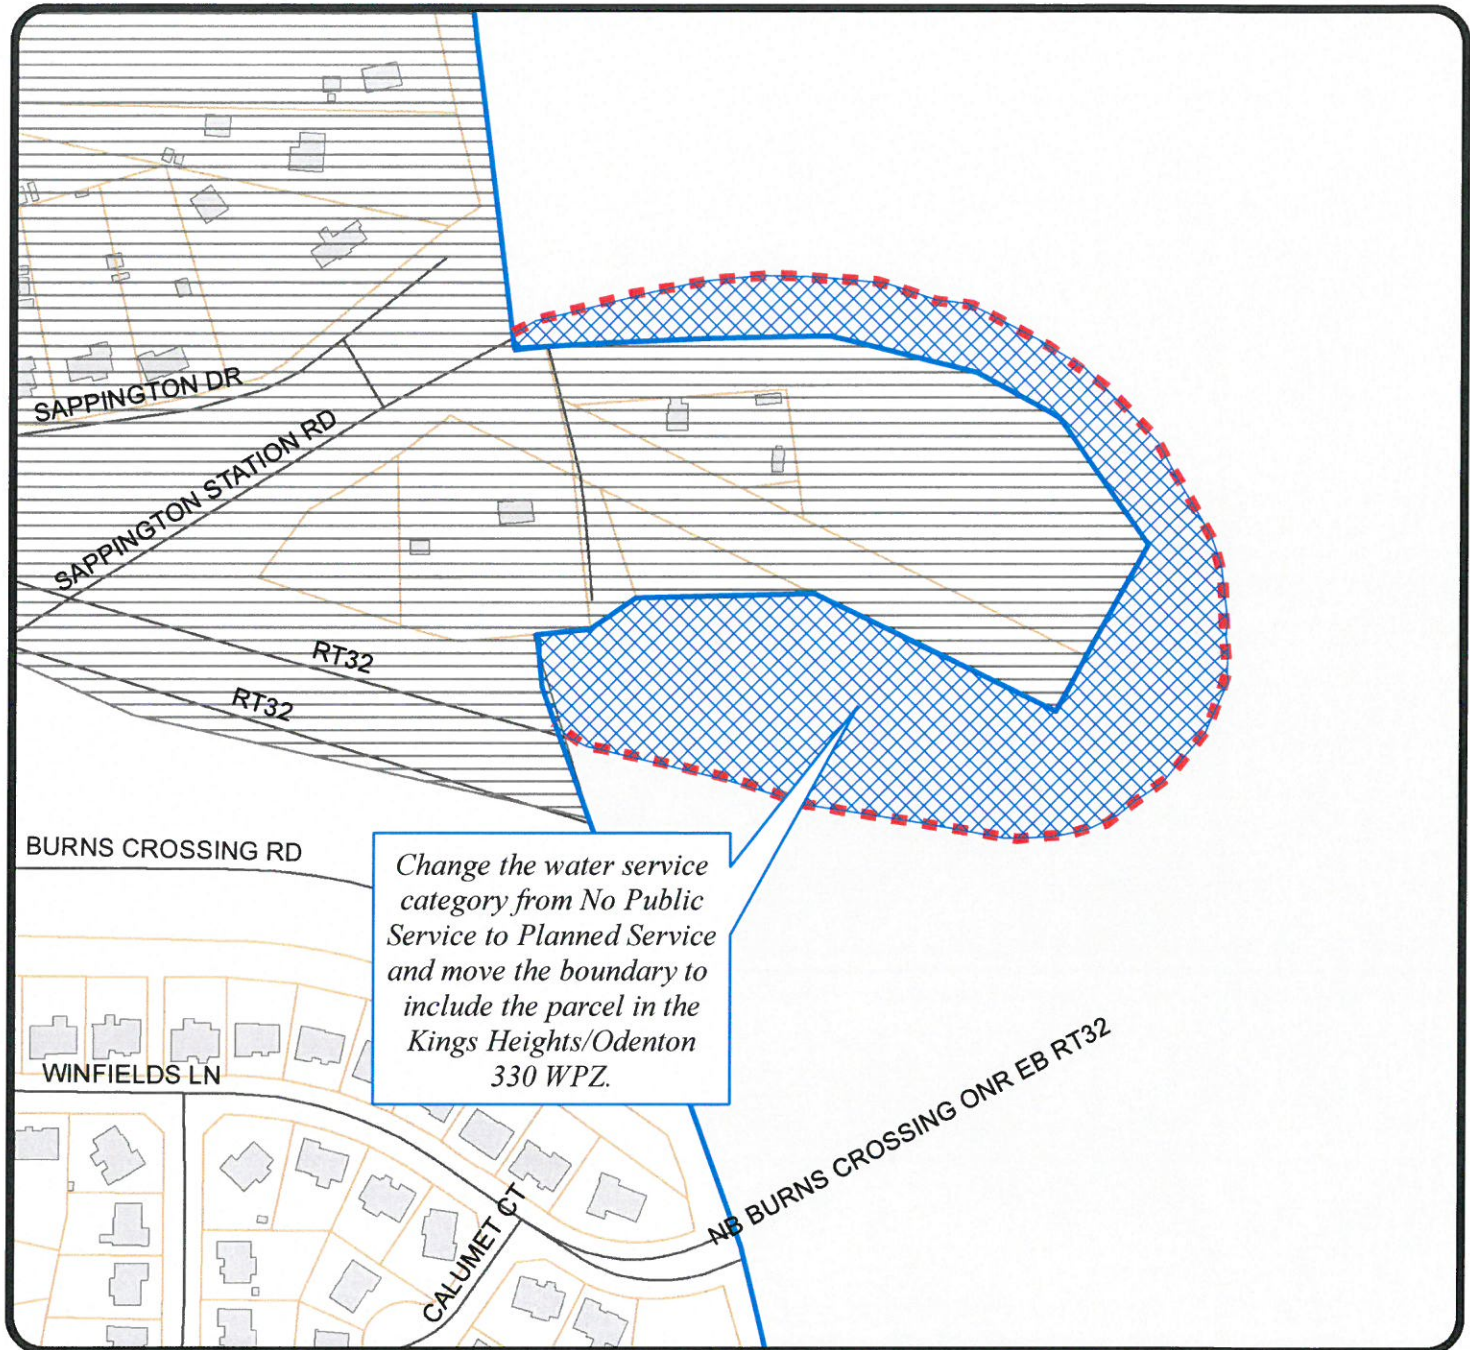 SAPPINGTON DR
SAPPINGTON STATION RD
RT32
RT32
BURNS CROSSING RD
Change the water service
category from No Public
Service to Planned Service
and move the boundary to
include the parcel in the
Kings Heights/Odenton
330 WPZ.
WINFIELDS LN
NB BURNS CROSSING ONR EB RT32
CALUMET CT